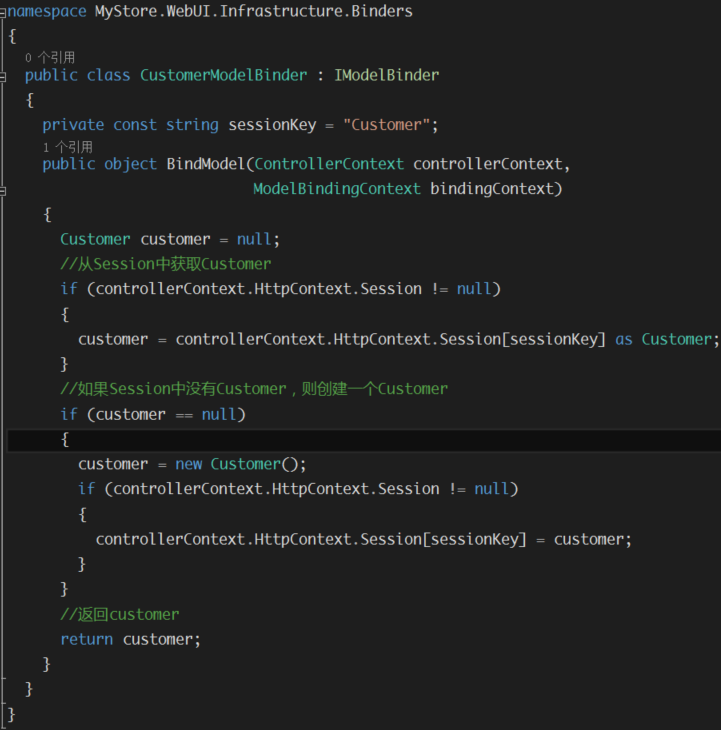 namespace MyStore.WebUI.Infrastructure.Binders
{
0 个引用
public class CustomerModelBinder : IModelBinder
{
private const string sessionKey = "Customer";
1 个引用
public object BindModel(ControllerContext controllerContext,
ModelBindingContext bindingContext)
{
Customer customer = null;
//从Session中获取Customer
if (controllerContext.HttpContext.Session != null)
{
customer = controllerContext.HttpContext.Session[sessionKey] as Customer;
}
//如果Session中没有Customer，则创建一个Customer
if (customer == null)
{
customer = new Customer();
if (controllerContext.HttpContext.Session != null)
{
controllerContext.HttpContext.Session[sessionKey] = customer;
}
}
//返回customer
return customer;
}
}
}